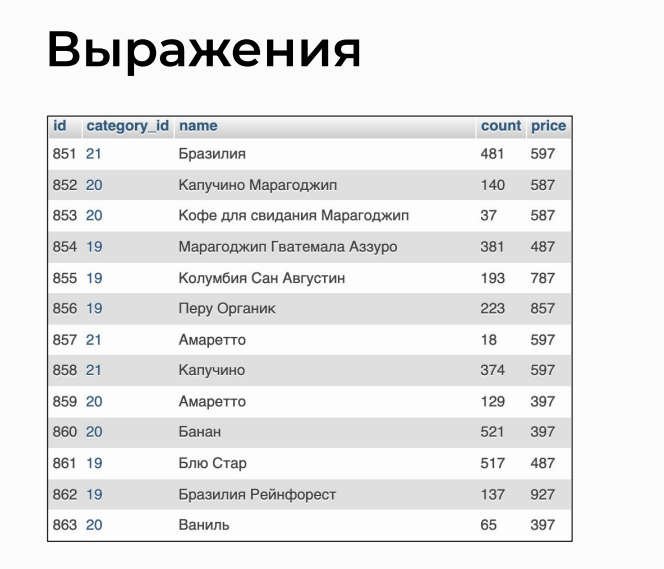 Выражения
id category_id name count price
851 21 Бразилия 481 597
852 20 Капучино Марагоджип 140 587
853 20 Кофе для свидания Марагоджип 37 587
854 19 Марагоджип Гватемала Аззуро 381 487
855 19 Колумбия Сан Августин 193 787
856 19 Перу Органик 223 857
857 21 Амаретто 18 597
858 21 Капучино 374 597
859 20 Амаретто 129 397
860 20 Банан 521 397
861 19 Блю Стар 517 487
862 19 Бразилия Рейнфорест 137 927
863 20 Ваниль 65 397